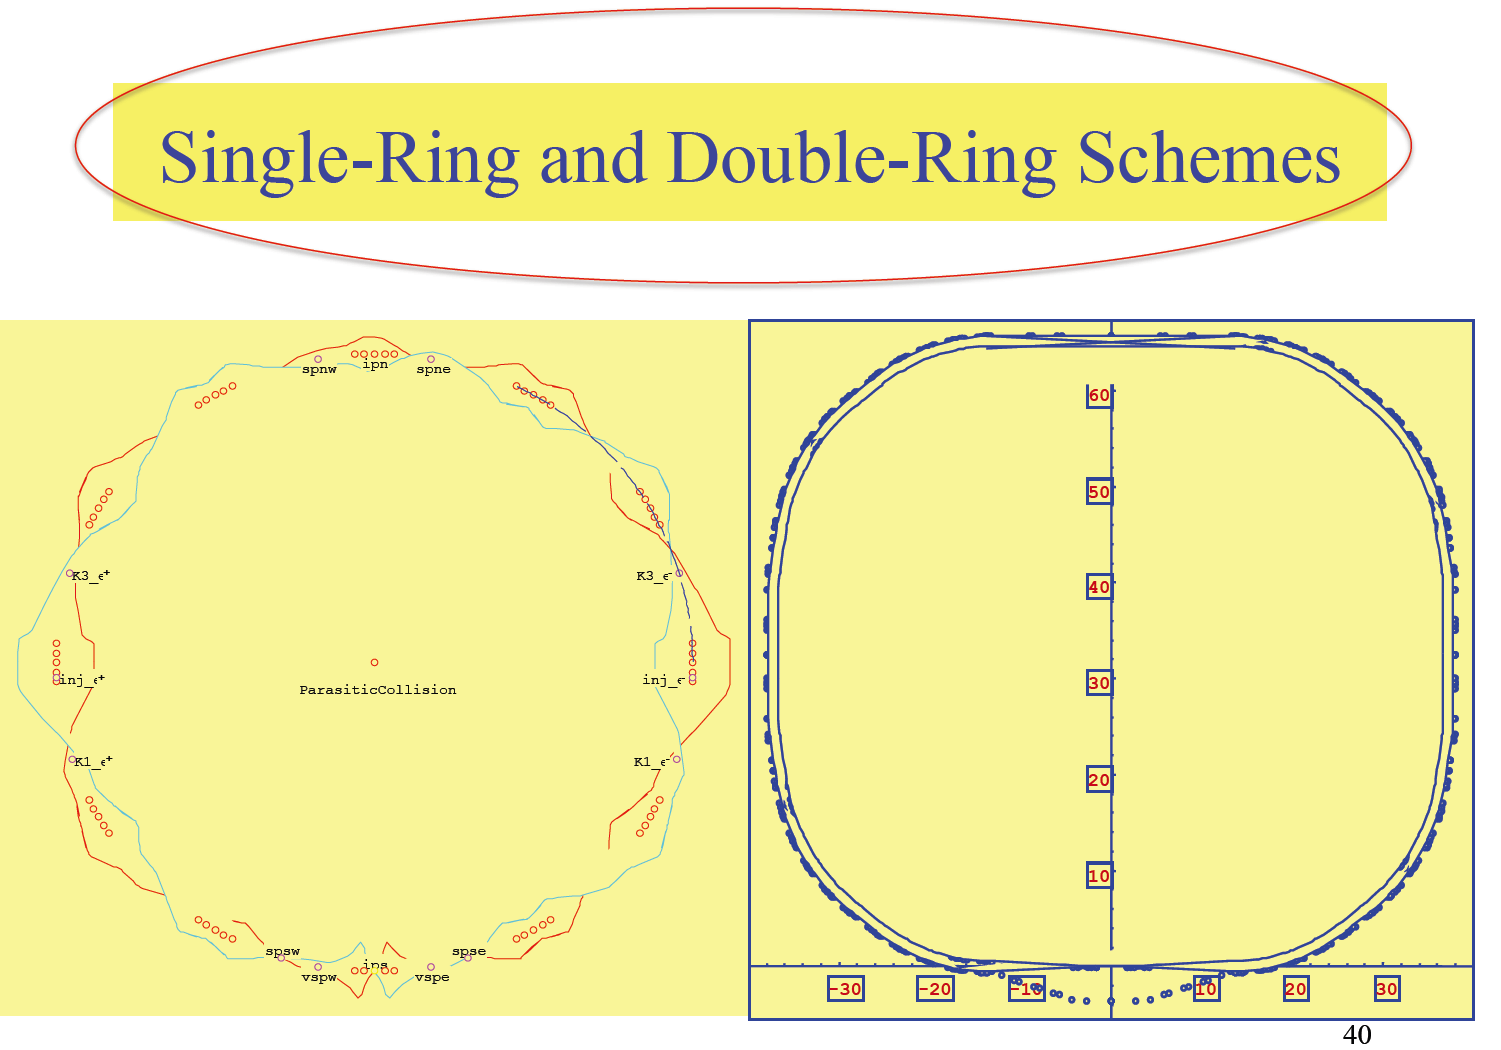 Single-Ring and Double-Ring Schemes
spnw ipn spne
K3_e+ K3_e-
inj_e+ inj_e-
ParasiticCollision
K1_e+ K1_e-
spsw ips spse
vspw vspe
60
50
40
30
20
10
-30 -20 -10 10 20 30
40